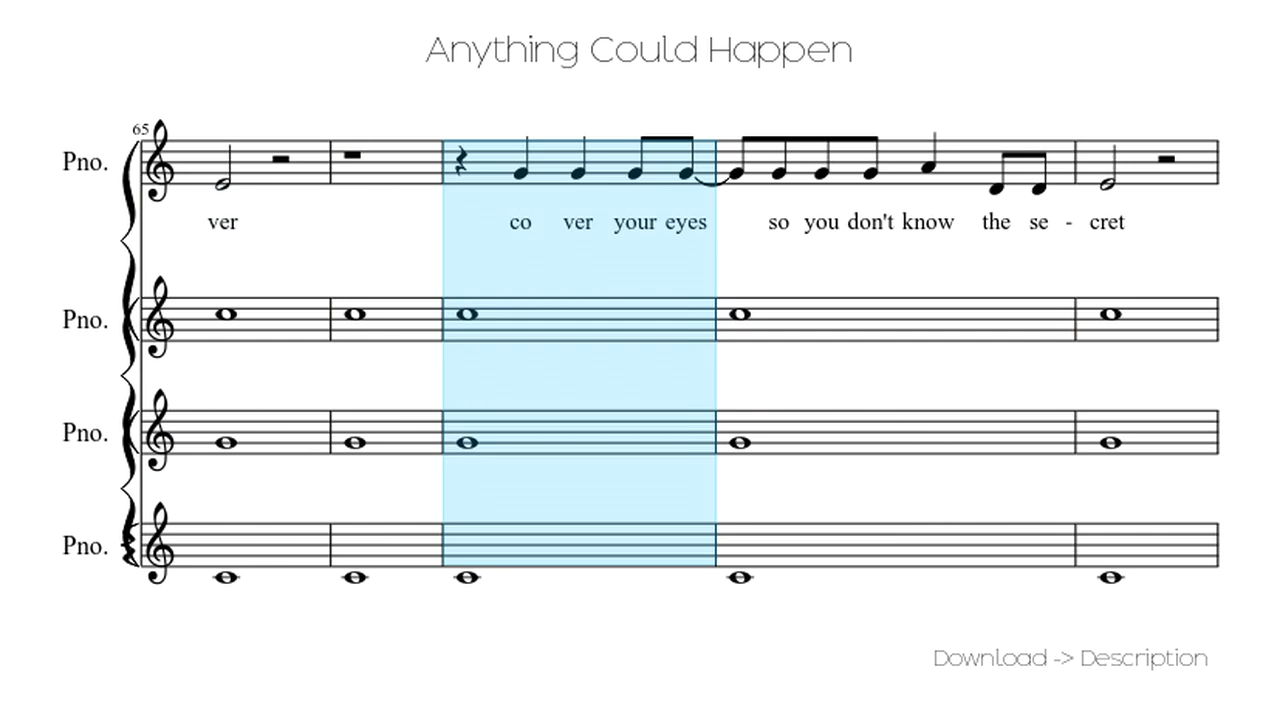 Anything Could Happen
65
Pno.
ver co ver your eyes so you don't know the se - cret
Pno.
Pno.
Pno.
Download -> Description